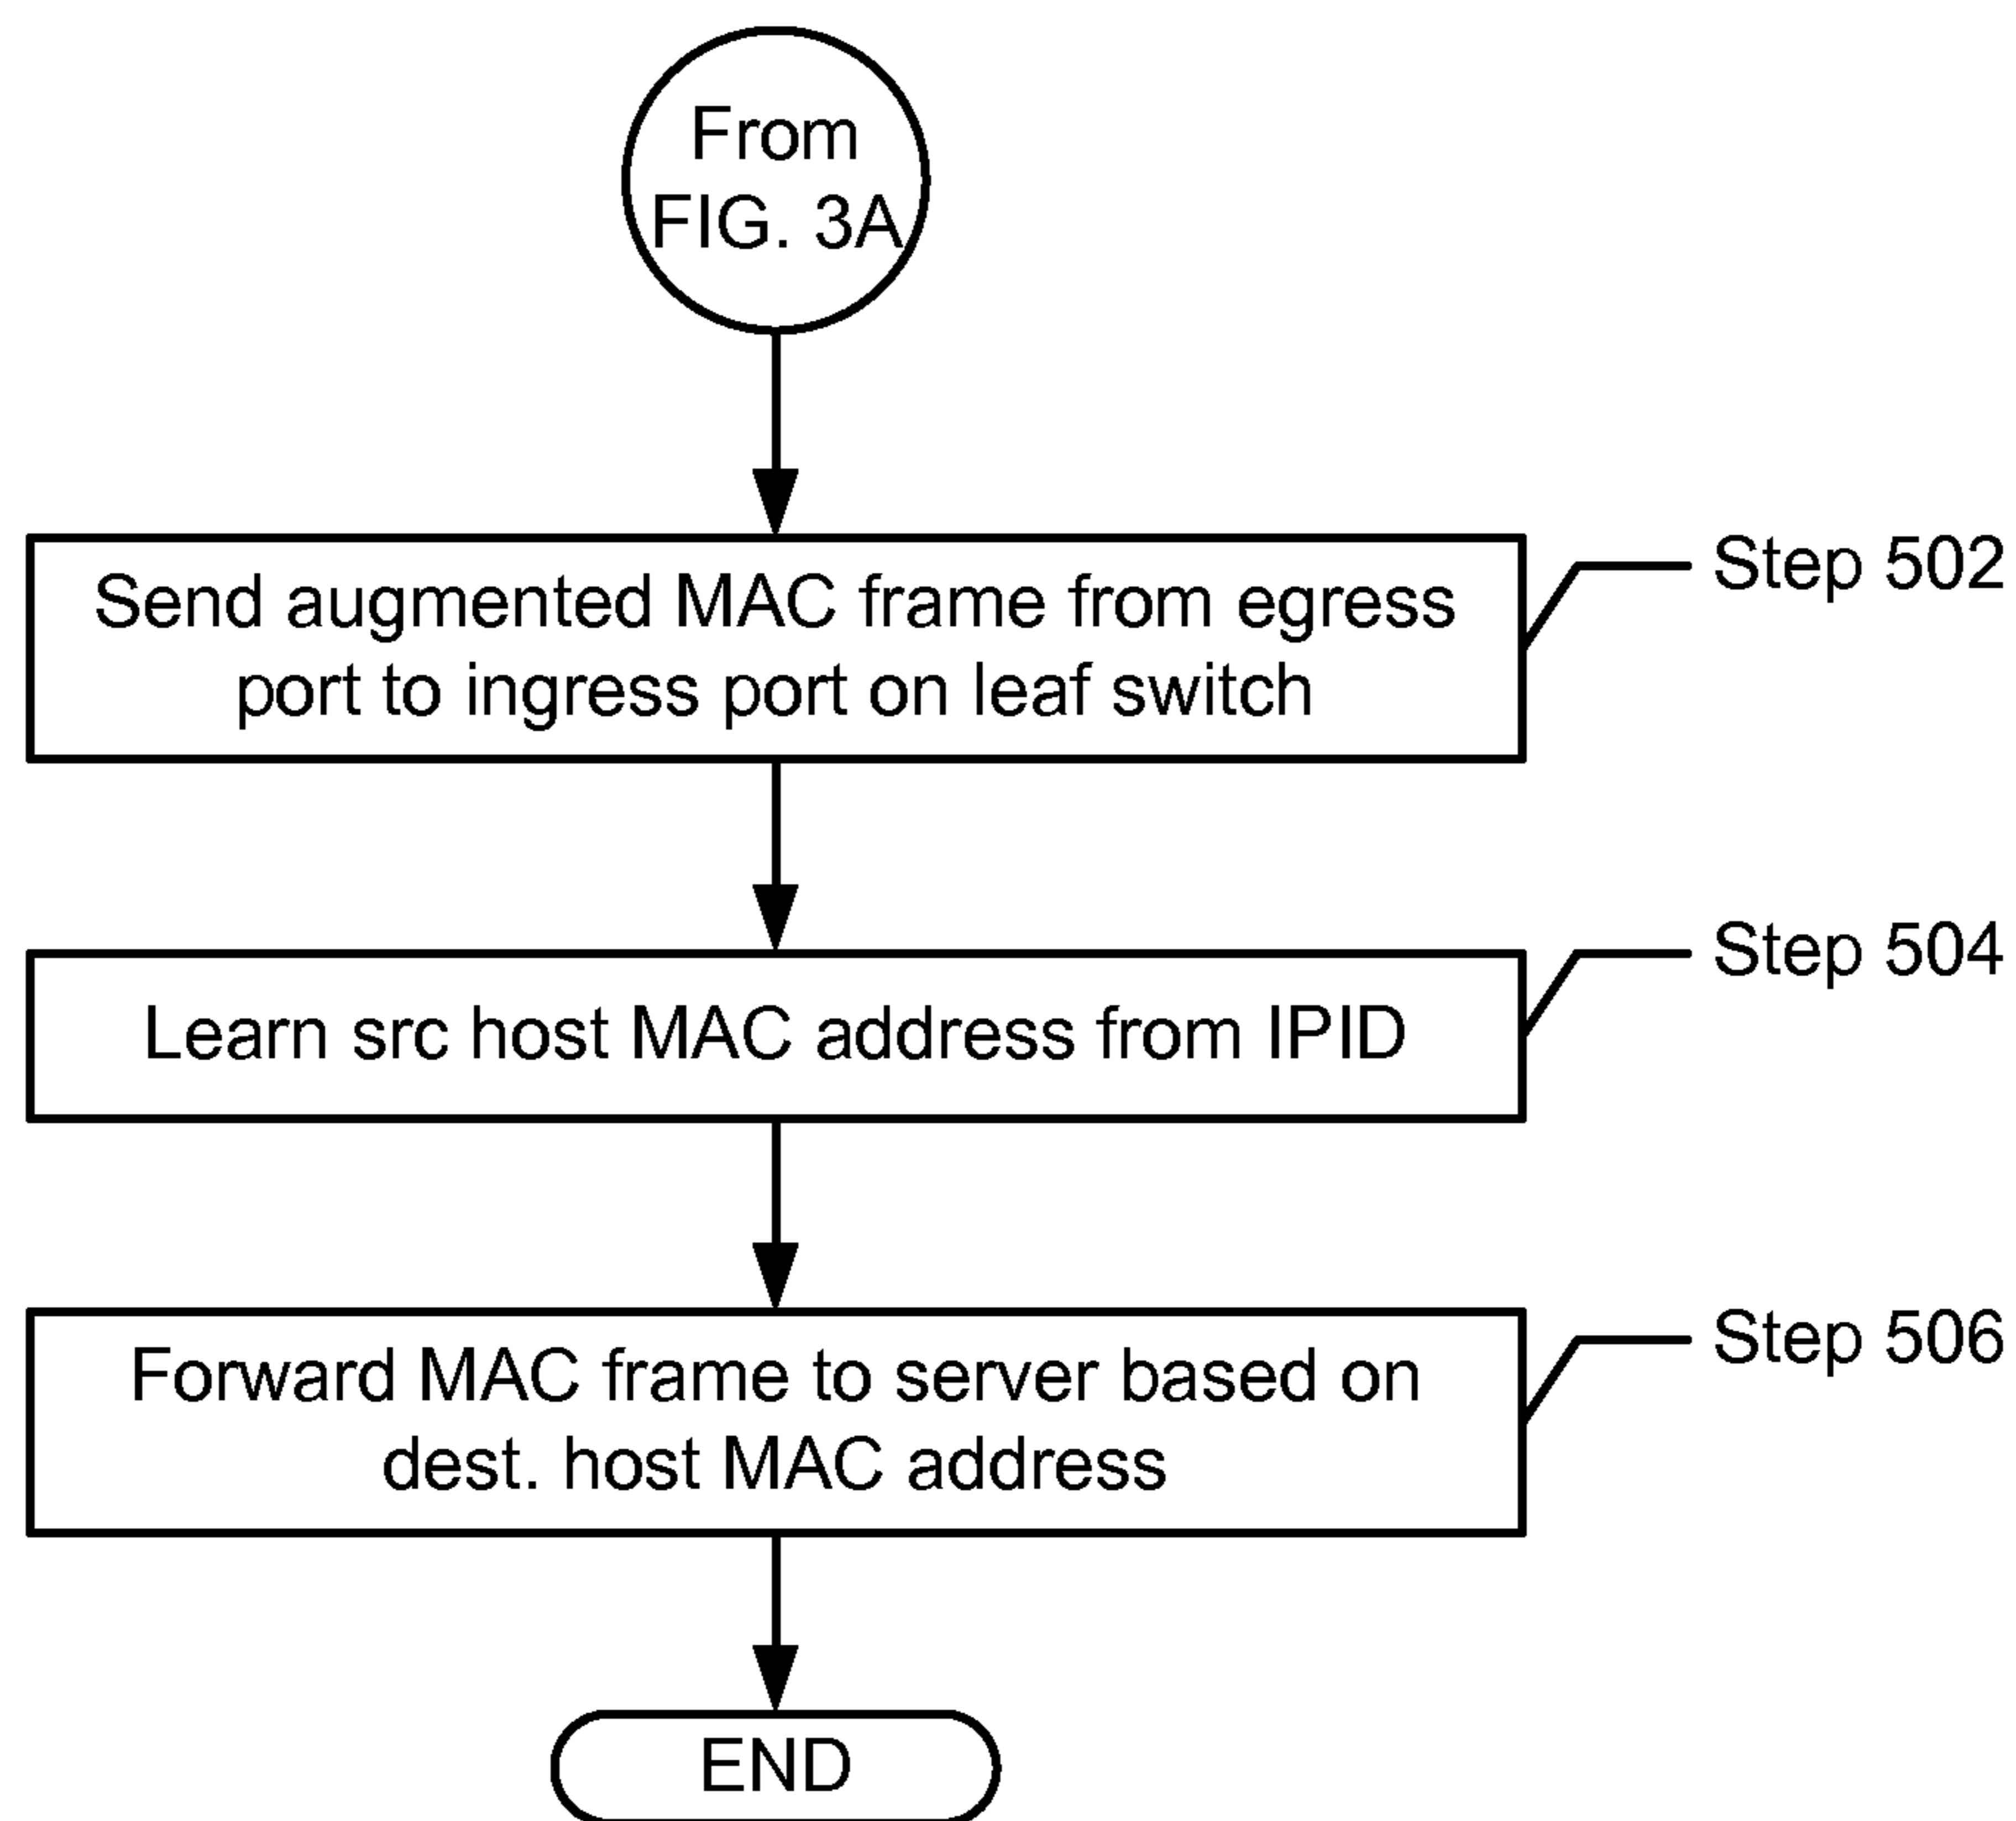 From
FIG. 3A
Send augmented MAC frame from egress
port to ingress port on leaf switch
Step 502
Learn src host MAC address from IPID
Step 504
Forward MAC frame to server based on
dest. host MAC address
Step 506
END